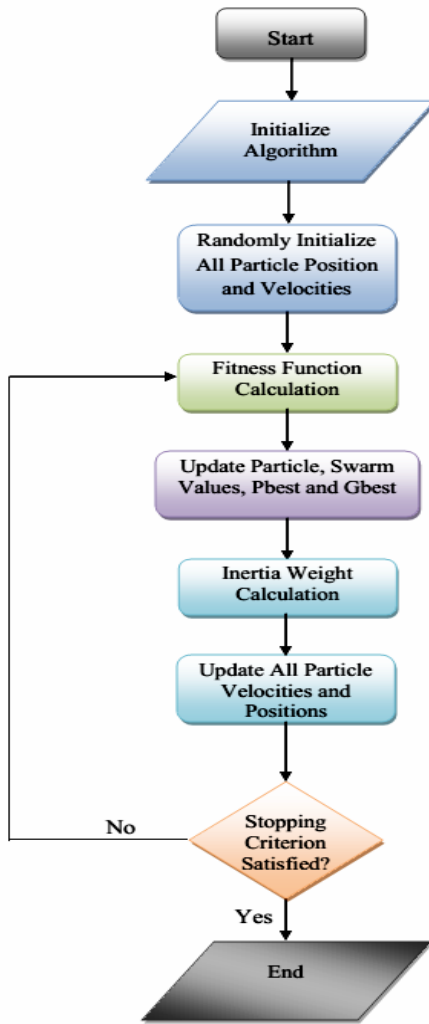 Start
Initialize
Algorithm
Randomly Initialize
All Particle Position
and Velocities
Fitness Function
Calculation
Update Particle, Swarm
Values, Pbest and Gbest
Inertia Weight
Calculation
Update All Particle
Velocities and
Positions
No
Stopping
Criterion
Satisfied?
Yes
End